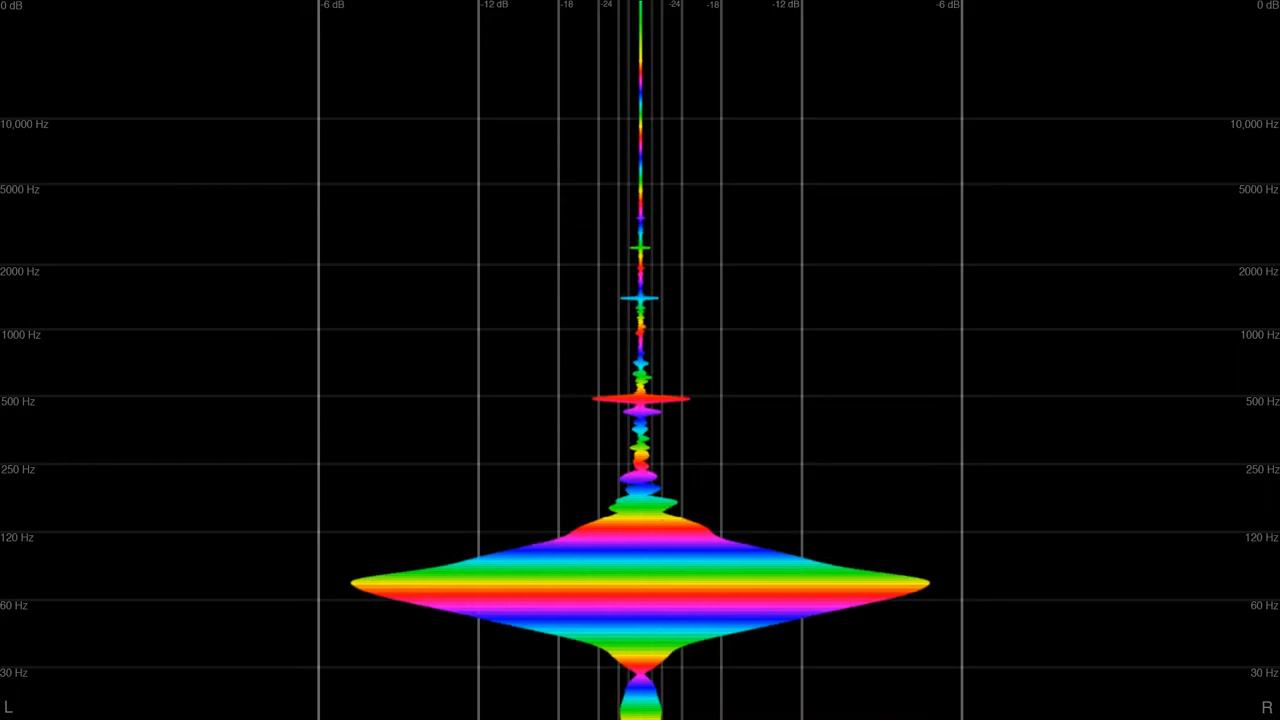 0 dB -6 dB -12 dB -18 -24 -24 -18 -12 dB -6 dB 0 dB
10,000 Hz 10,000 Hz
5000 Hz 5000 Hz
2000 Hz 2000 Hz
1000 Hz 1000 Hz
500 Hz 500 Hz
250 Hz 250 Hz
120 Hz 120 Hz
60 Hz 60 Hz
30 Hz 30 Hz
L R